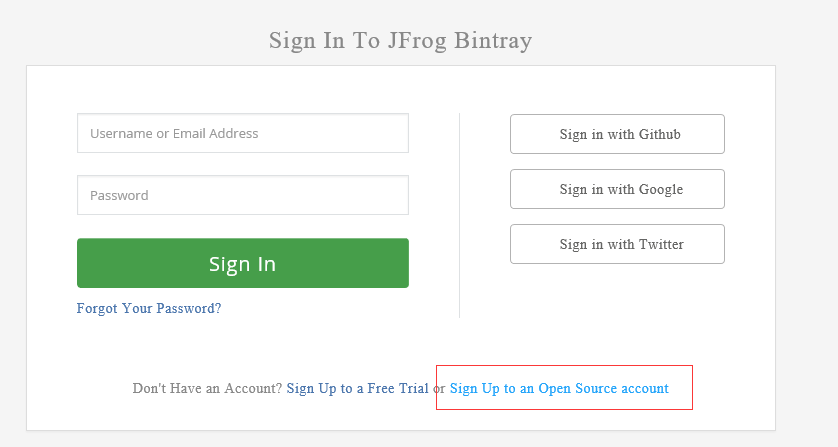 Sign In To JFrog Bintray
Username or Email Address
Password
Sign In
Forgot Your Password?
Sign in with Github
Sign in with Google
Sign in with Twitter
Don't Have an Account? Sign Up to a Free Trial or Sign Up to an Open Source account